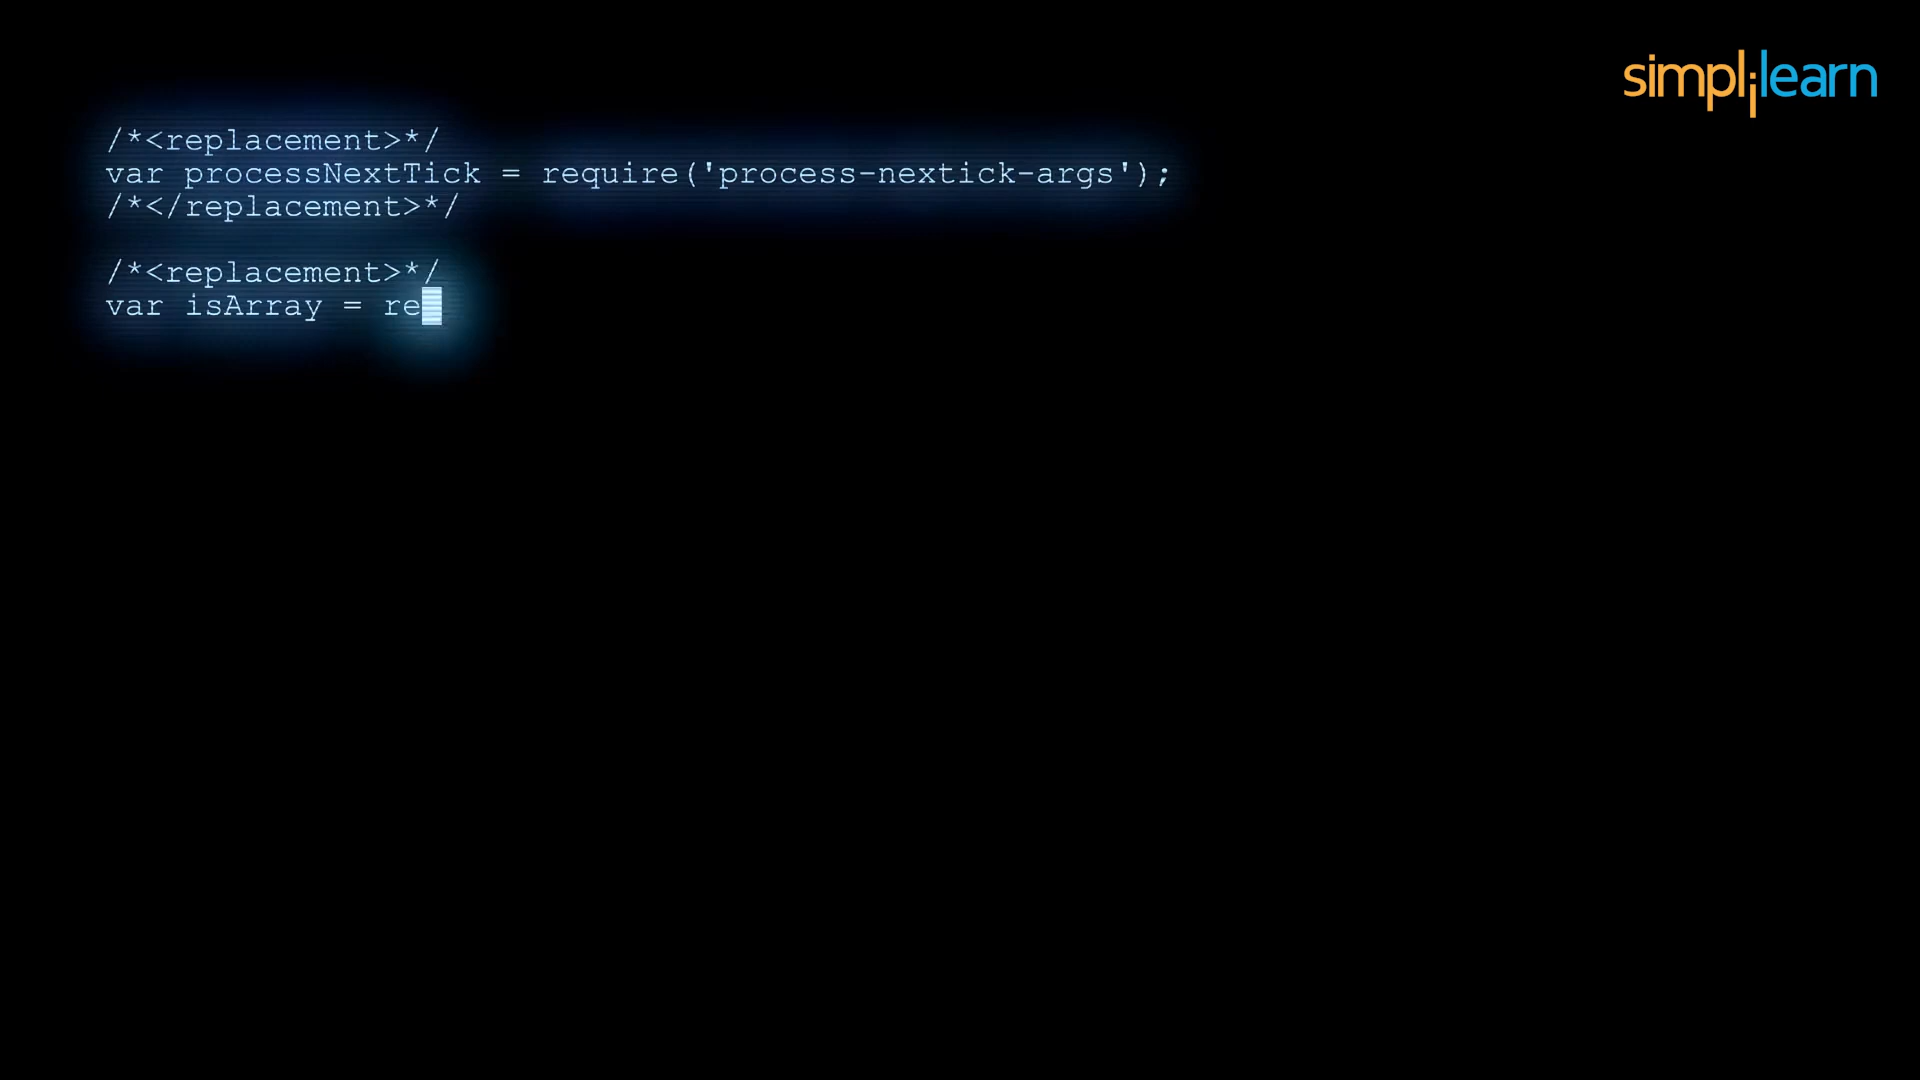 simplilearn
/*<replacement>*/
var processNextTick = require('process-nextick-args');
/*</replacement>*/
/*<replacement>*/
var isArray = re